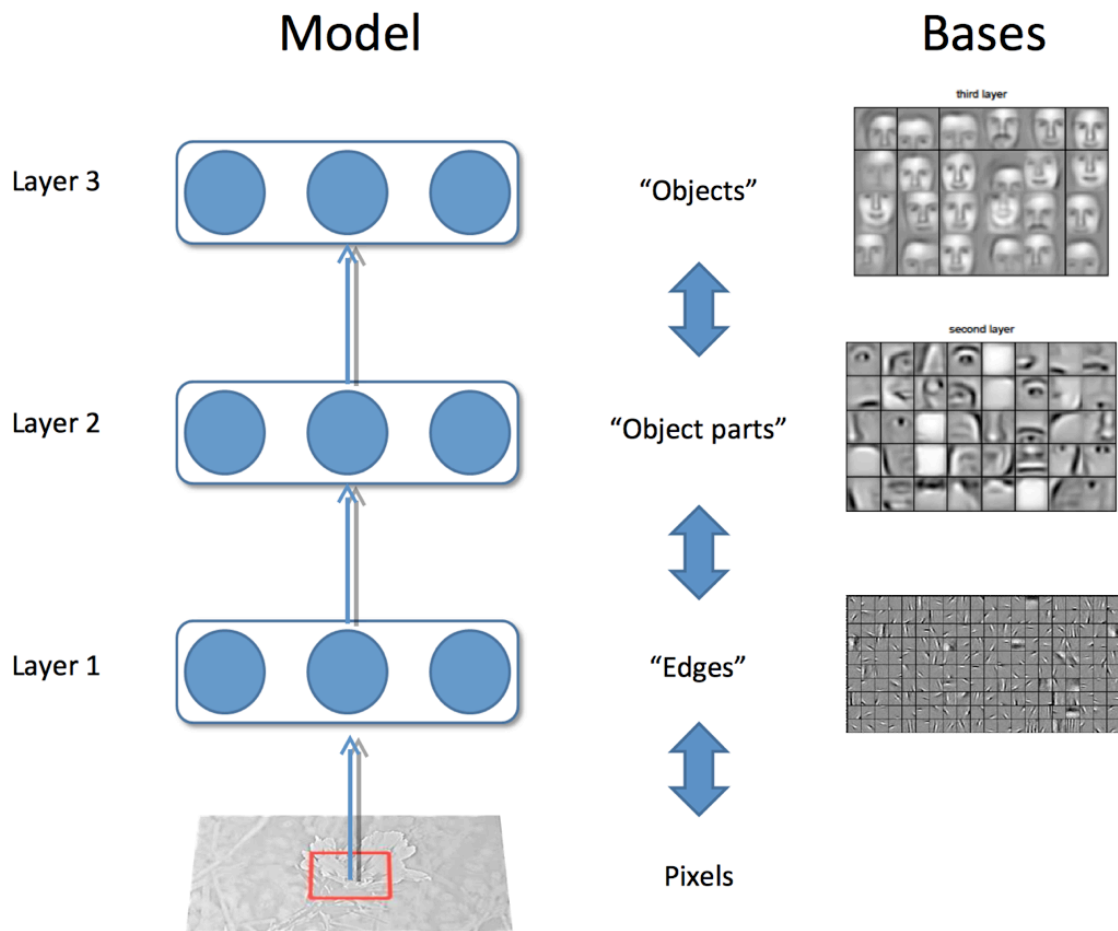 Model
Bases
third layer
Layer 3
“Objects”
second layer
Layer 2
“Object parts”
Layer 1
“Edges”
Pixels